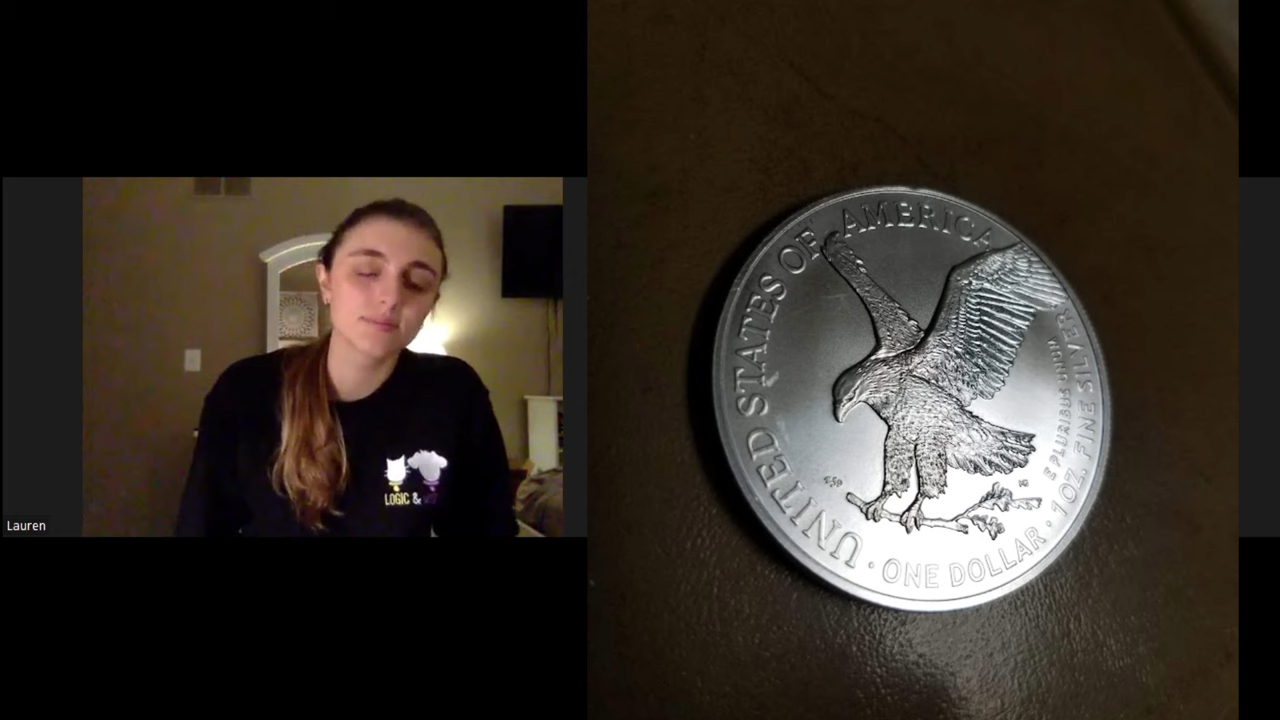 Lauren
LOGIC &
UNITED STATES OF AMERICA
E PLURIBUS UNUM
1 OZ. FINE SILVER
· ONE DOLLAR ·